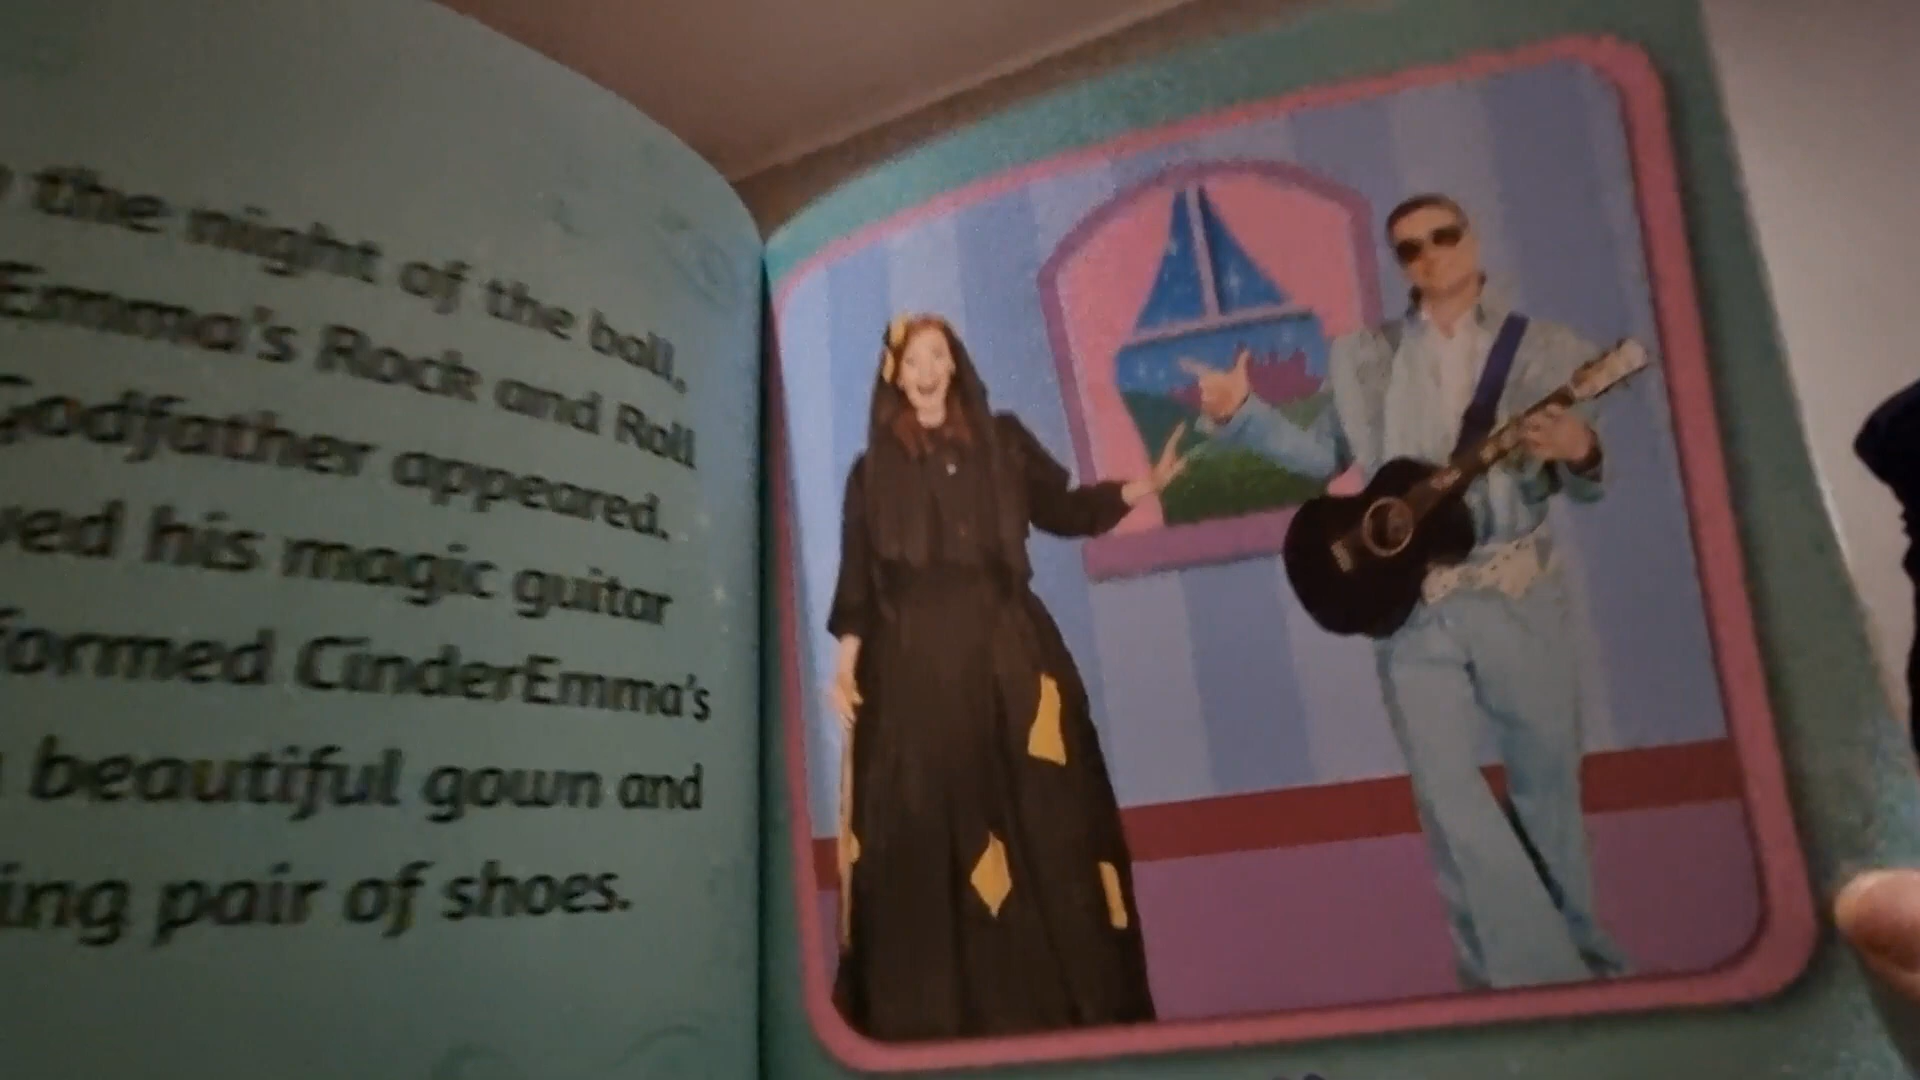 the night of the ball,
Emma's Rock and Roll
Godfather appeared.
his magic guitar
formed CinderEmma's
beautiful gown and
ing pair of shoes.